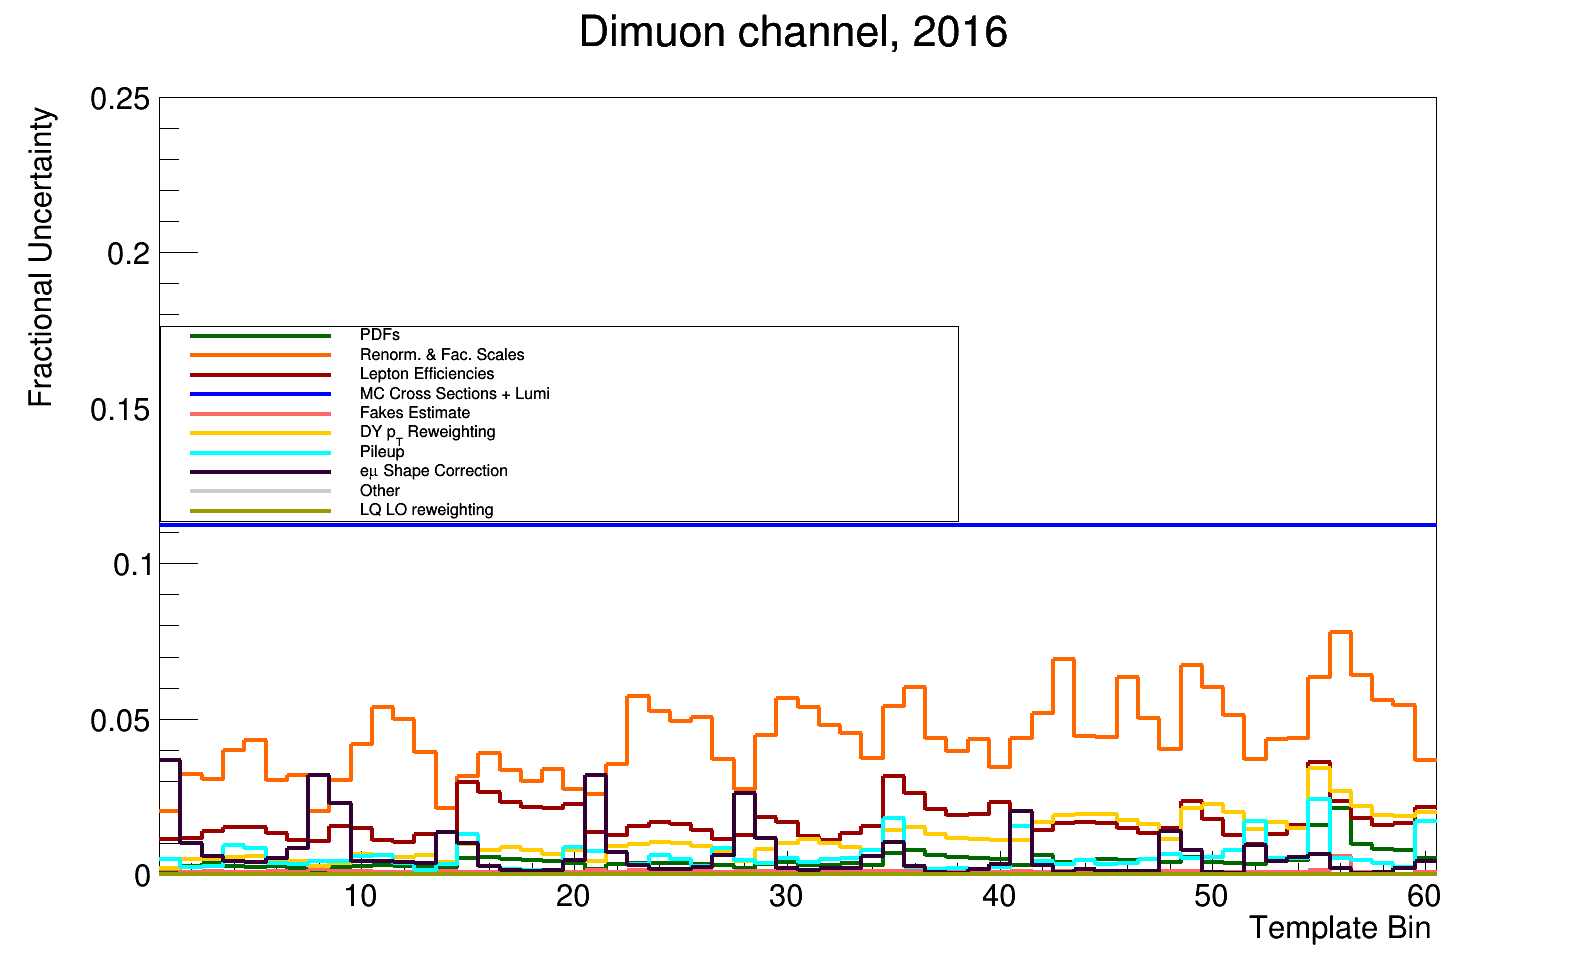 Dimuon channel, 2016
Fractional Uncertainty
0.25
0.2
0.15
0.1
0.05
0
PDFs
Renorm. & Fac. Scales
Lepton Efficiencies
MC Cross Sections + Lumi
Fakes Estimate
DY pT Reweighting
Pileup
eμ Shape Correction
Other
LQ LO reweighting
10 20 30 40 50 60
Template Bin